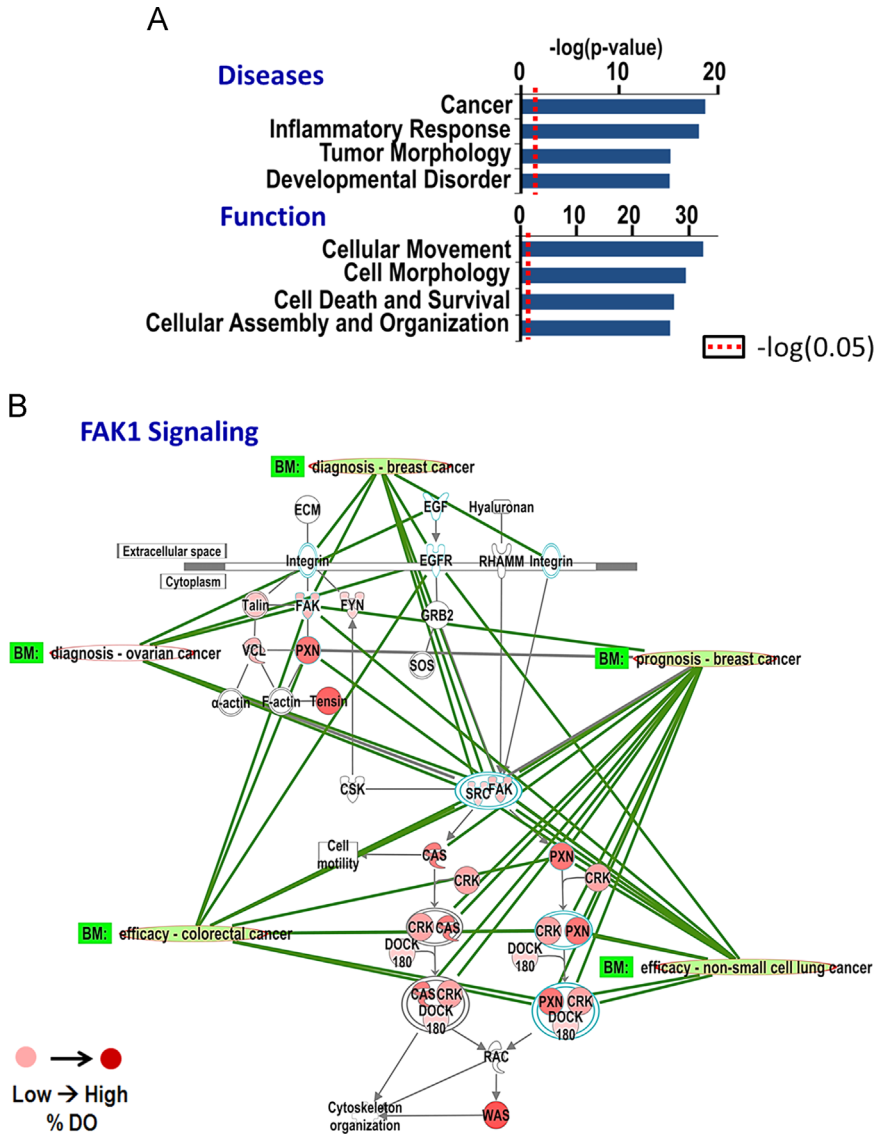 A
-log(p-value)
Diseases
0 10 20
Cancer
Inflammatory Response
Tumor Morphology
Developmental Disorder
Function
0 10 20 30
Cellular Movement
Cell Morphology
Cell Death and Survival
Cellular Assembly and Organization
-log(0.05)
B
FAK1 Signaling
BM: diagnosis - breast cancer
ECM
EGF
Hyaluronan
Extracellular space
Integrin
EGFR
RHAMM
Integrin
Cytoplasm
Talin
FAK
FYN
GRB2
BM: diagnosis - ovarian cancer
VCL
PXN
SOS
BM: prognosis - breast cancer
α-actin
F-actin
Tensin
CSK
SRC
FAK
Cell
motility
CAS
PXN
CRK
CRK
BM: efficacy - colorectal cancer
CRK
CAS
CRK
PXN
DOCK
180
DOCK
180
BM: efficacy - non-small cell lung cancer
CAS
CRK
DOCK
180
PXN
CRK
DOCK
180
RAC
Low → High
% DO
Cytoskeleton
organization
WAS